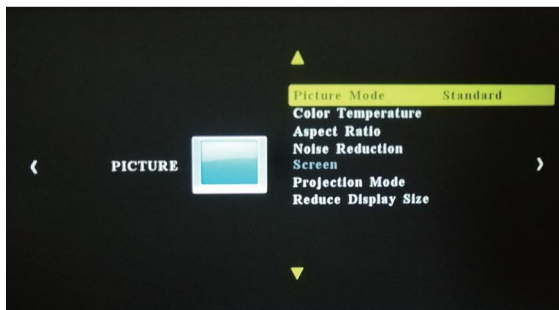 Picture Mode Standard
Color Temperature
Aspect Ratio
Noise Reduction
PICTURE
Screen
Projection Mode
Reduce Display Size